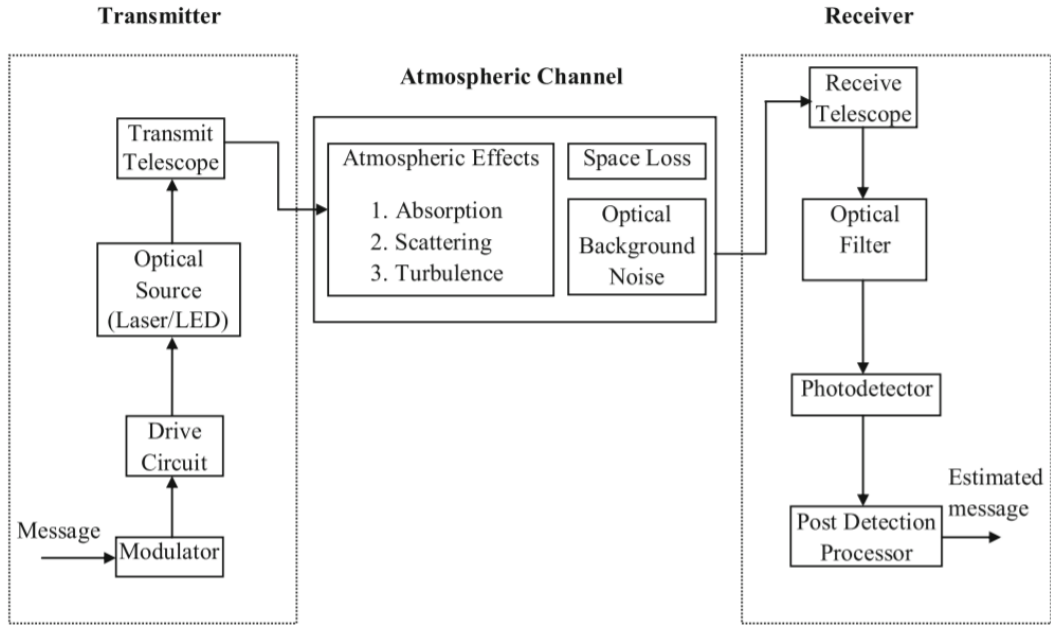 Transmitter
Receiver
Atmospheric Channel
Transmit
Telescope
Optical
Source
(Laser/LED)
Drive
Circuit
Message
Modulator
Atmospheric Effects
1. Absorption
2. Scattering
3. Turbulence
Space Loss
Optical
Background
Noise
Receive
Telescope
Optical
Filter
Photodetector
Post Detection
Processor
Estimated
message